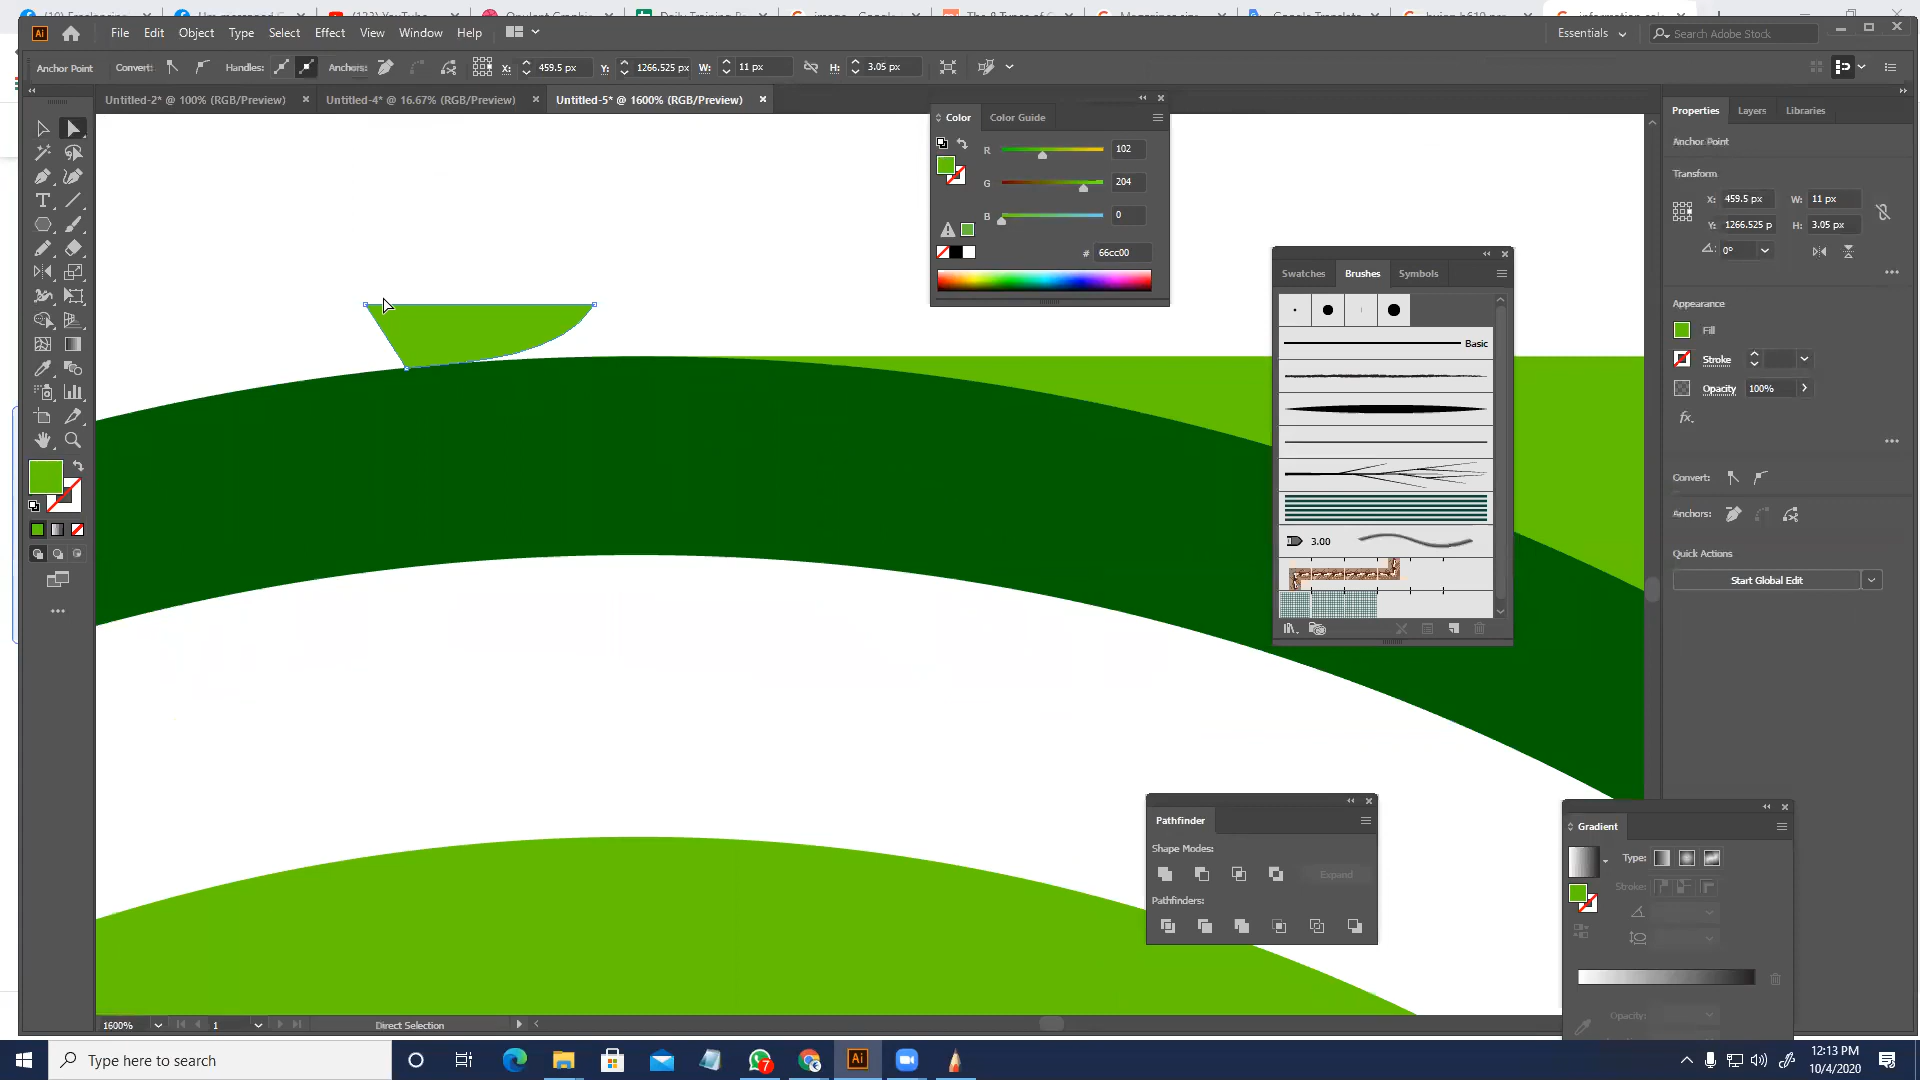 File Edit Object Type Select Effect View Window Help
Essentials
Search Adobe Stock
Anchor Point Convert: Handles: Anchors: X: 459.5 px Y: 1266.525 px W: 11 px H: 3.05 px
Untitled-2* @ 100% (RGB/Preview) × Untitled-4* @ 16.67% (RGB/Preview) × Untitled-5* @ 1600% (RGB/Preview) ×
Color Color Guide
R 102
G 204
B 0
# 66cc00
Swatches Brushes Symbols
Basic
3.00
Pathfinder
Shape Modes:
Expand
Pathfinders:
Gradient
Type:
Stroke:
Opacity:
Properties Layers Libraries
Anchor Point
Transform
X: 459.5 px W: 11 px
Y: 1266.525 p H: 3.05 px
0°
Appearance
Fill
Stroke
Opacity 100%
fx.
Convert:
Anchors:
Quick Actions
Start Global Edit
1600% 1 Direct Selection
Type here to search
7
Ai
12:13 PM
10/4/2020